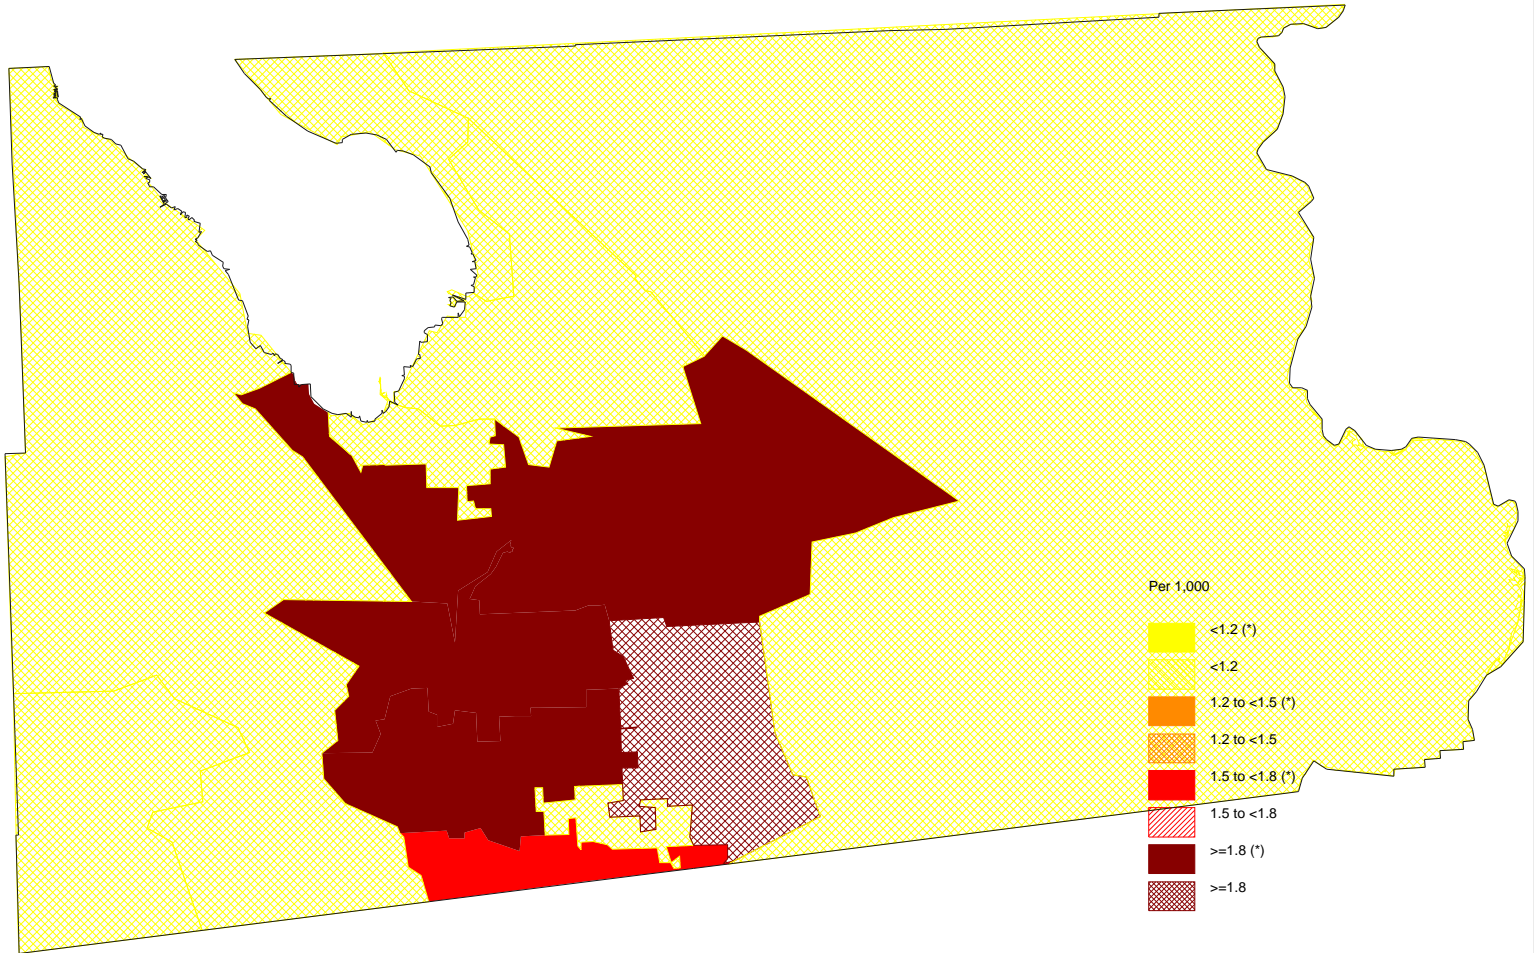 Per 1,000
<1.2 (*)
<1.2
1.2 to <1.5 (*)
1.2 to <1.5
1.5 to <1.8 (*)
1.5 to <1.8
>=1.8 (*)
>=1.8